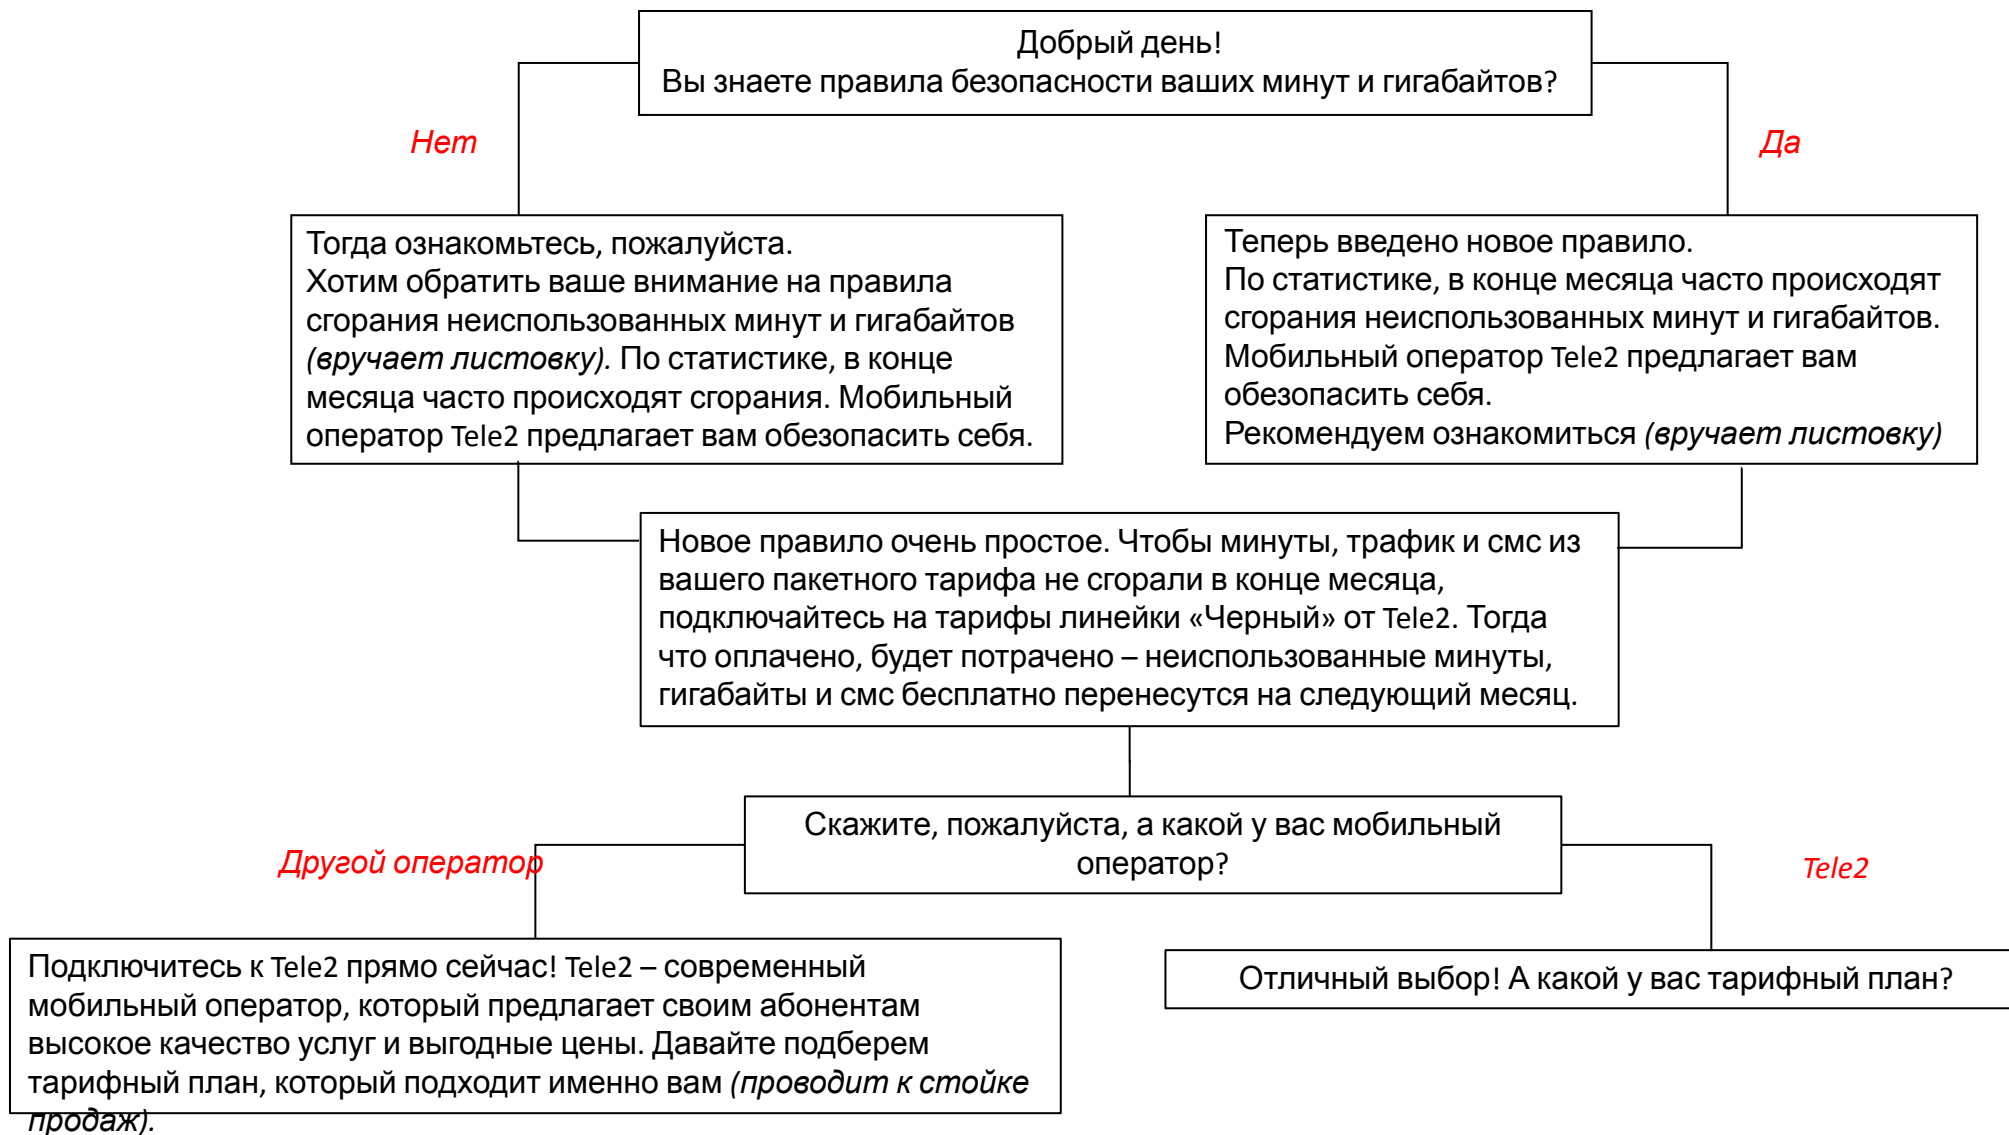 Добрый день!
Вы знаете правила безопасности ваших минут и гигабайтов?
Нет
Да
Тогда ознакомьтесь, пожалуйста.
Хотим обратить ваше внимание на правила
сгорания неиспользованных минут и гигабайтов
(вручает листовку). По статистике, в конце
месяца часто происходят сгорания. Мобильный
оператор Tele2 предлагает вам обезопасить себя.
Теперь введено новое правило.
По статистике, в конце месяца часто происходят
сгорания неиспользованных минут и гигабайтов.
Мобильный оператор Tele2 предлагает вам
обезопасить себя.
Рекомендуем ознакомиться (вручает листовку)
Новое правило очень простое. Чтобы минуты, трафик и смс из
вашего пакетного тарифа не сгорали в конце месяца,
подключайтесь на тарифы линейки «Черный» от Tele2. Тогда
что оплачено, будет потрачено – неиспользованные минуты,
гигабайты и смс бесплатно перенесутся на следующий месяц.
Скажите, пожалуйста, а какой у вас мобильный
оператор?
Другой оператор
Tele2
Подключитесь к Tele2 прямо сейчас! Tele2 – современный
мобильный оператор, который предлагает своим абонентам
высокое качество услуг и выгодные цены. Давайте подберем
тарифный план, который подходит именно вам (проводит к стойке
продаж).
Отличный выбор! А какой у вас тарифный план?